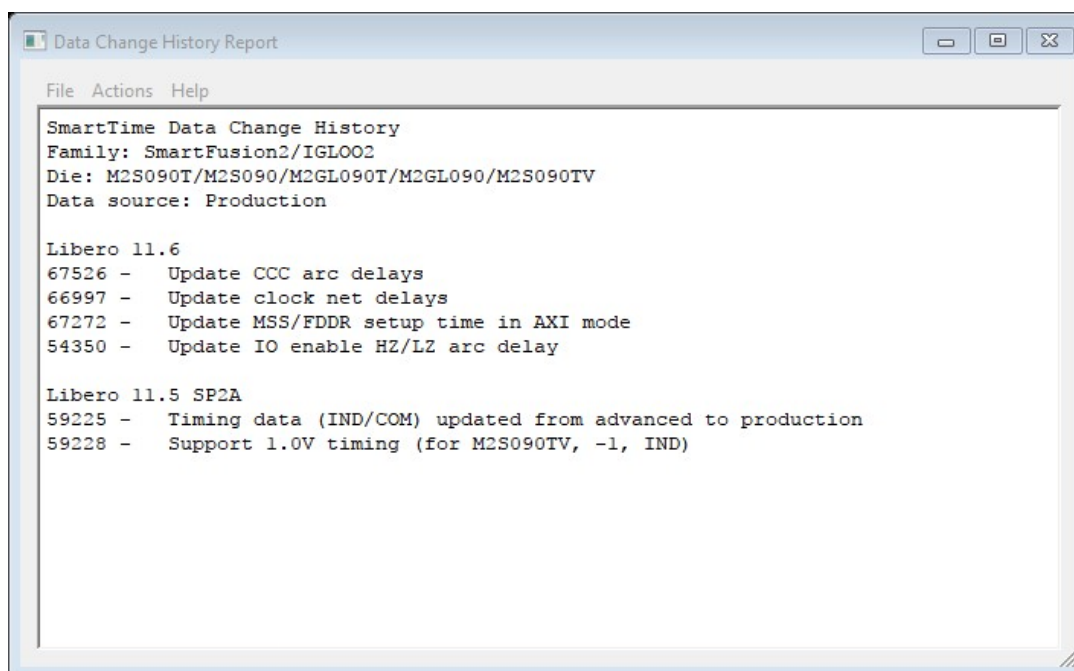 Data Change History Report
File Actions Help
SmartTime Data Change History
Family: SmartFusion2/IGLOO2
Die: M2S090T/M2S090/M2GL090T/M2GL090/M2S090TV
Data source: Production
Libero 11.6
67526 - Update CCC arc delays
66997 - Update clock net delays
67272 - Update MSS/FDDR setup time in AXI mode
54350 - Update IO enable HZ/LZ arc delay
Libero 11.5 SP2A
59225 - Timing data (IND/COM) updated from advanced to production
59228 - Support 1.0V timing (for M2S090TV, -1, IND)